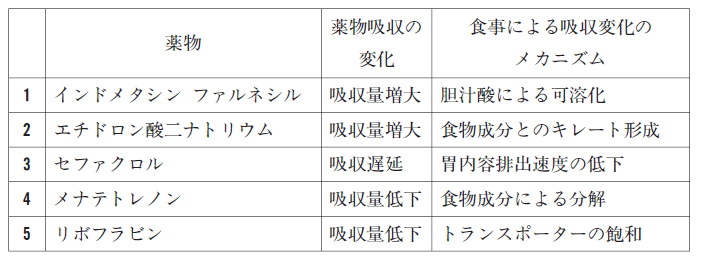 薬物 薬物吸収の変化 食事による吸収変化のメカニズム
1 インドメタシン ファルネシル 吸収量増大 胆汁酸による可溶化
2 エチドロン酸二ナトリウム 吸収量増大 食物成分とのキレート形成
3 セファクロル 吸収遅延 胃内容排出速度の低下
4 メナテトレノン 吸収量低下 食物成分による分解
5 リボフラビン 吸収量低下 トランスポーターの飽和